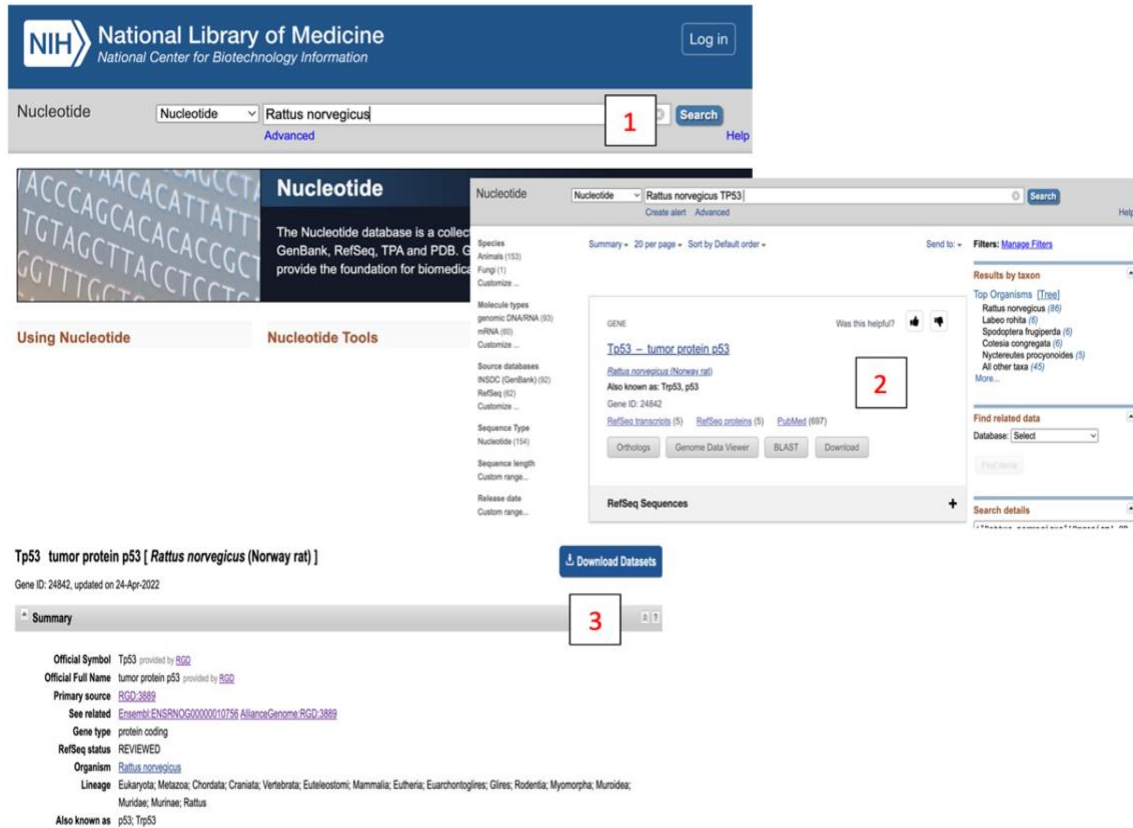 NIH National Library of Medicine
National Center for Biotechnology Information
Log in
Nucleotide
Nucleotide
Rattus norvegicus
1
Search
Advanced
Help
Nucleotide
The Nucleotide database is a collec
GenBank, RefSeq, TPA and PDB. G
provide the foundation for biomedica
Using Nucleotide
Nucleotide Tools
Nucleotide
Nucleotide
Rattus norvegicus TP53
Search
Create alert Advanced
Help
Species
Animals (153)
Fungi (1)
Customize ...
Molecule types
genomic DNA/RNA (93)
mRNA (60)
Customize ...
Source databases
INSDC (GenBank) (92)
RefSeq (62)
Customize ...
Sequence Type
Nucleotide (154)
Sequence length
Custom range...
Release date
Custom range...
Summary 20 per page Sort by Default order
Send to:
GENE
Was this helpful?
Tp53 – tumor protein p53
Rattus norvegicus (Norway rat)
Also known as: Trp53, p53
Gene ID: 24842
RefSeq transcripts (5) RefSeq proteins (5) PubMed (697)
Orthologs Genome Data Viewer BLAST Download
2
RefSeq Sequences +
Filters: Manage Filters
Results by taxon
Top Organisms [Tree]
Rattus norvegicus (86)
Labeo rohita (6)
Spodoptera frugiperda (6)
Cotesia congregata (6)
Nyctereutes procyonoides (5)
All other taxa (45)
More...
Find related data
Database: Select
Find items
Search details
Tp53 tumor protein p53 [ Rattus norvegicus (Norway rat) ]
Download Datasets
Gene ID: 24842, updated on 24-Apr-2022
3
Summary
Official Symbol Tp53 provided by RGD
Official Full Name tumor protein p53 provided by RGD
Primary source RGD:3889
See related Ensembl:ENSRNOG00000010756 AllianceGenome:RGD:3889
Gene type protein coding
RefSeq status REVIEWED
Organism Rattus norvegicus
Lineage Eukaryota; Metazoa; Chordata; Craniata; Vertebrata; Euteleostomi; Mammalia; Eutheria; Euarchontoglires; Glires; Rodentia; Myomorpha; Muroidea;
Muridae; Murinae; Rattus
Also known as p53; Trp53